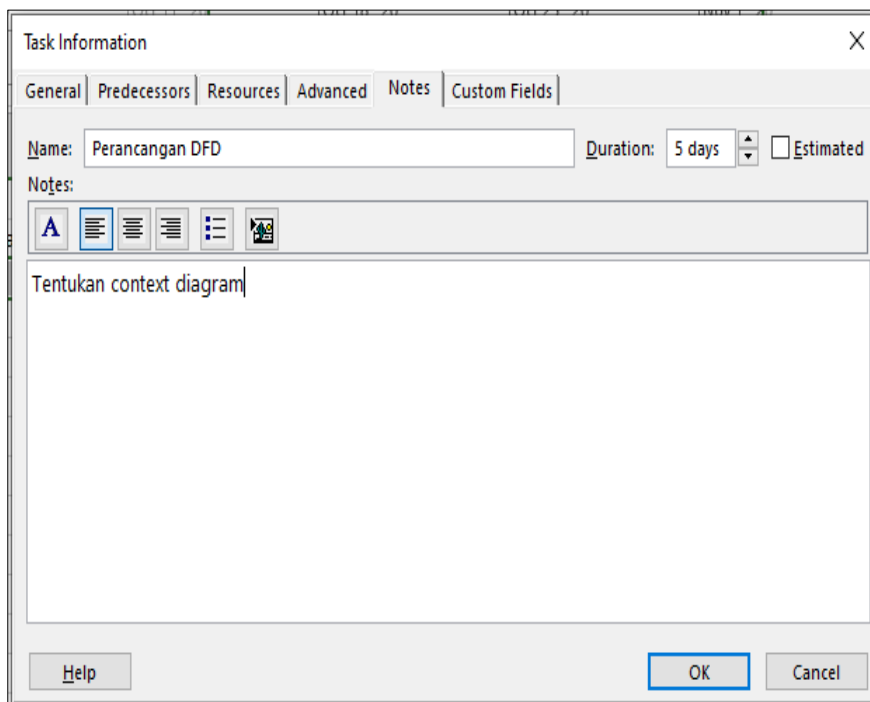 Task Information
General Predecessors Resources Advanced Notes Custom Fields
Name: Perancangan DFD Duration: 5 days Estimated
Notes:
A
Tentukan context diagram
Help OK Cancel